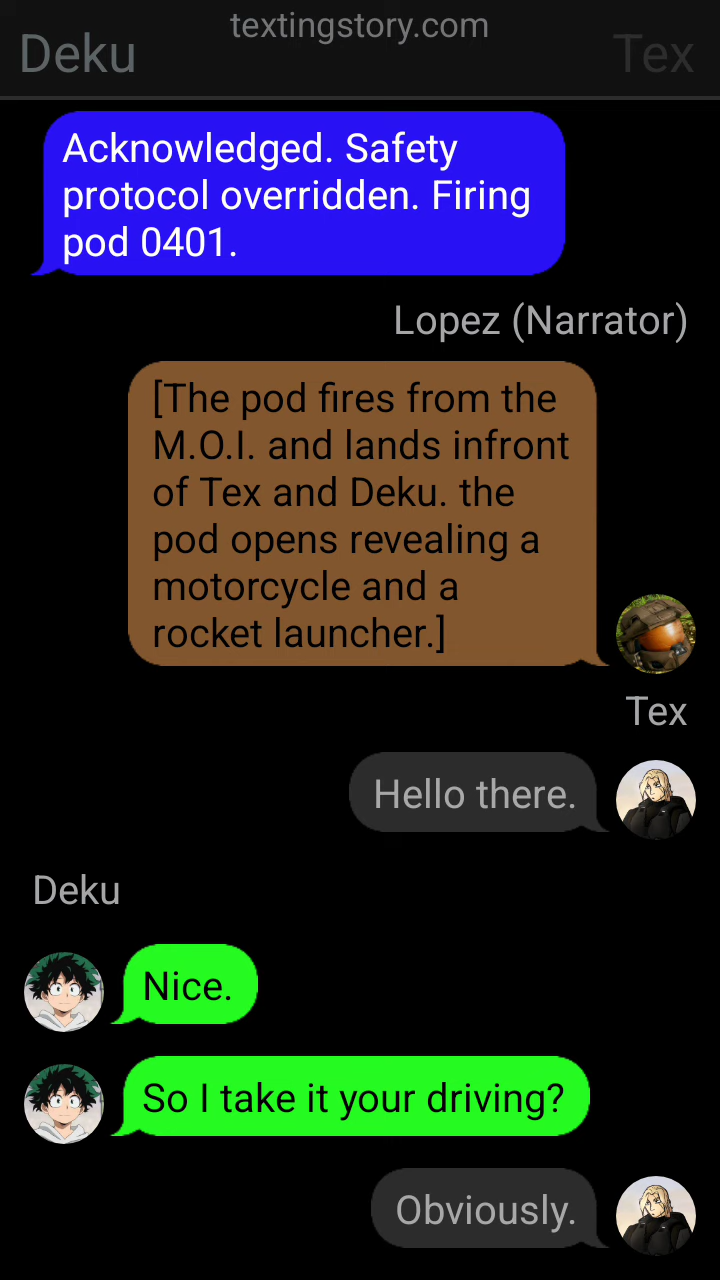 textingstory.com
Deku
Tex
Acknowledged. Safety
protocol overridden. Firing
pod 0401.
Lopez (Narrator)
[The pod fires from the
M.O.I. and lands infront
of Tex and Deku. the
pod opens revealing a
motorcycle and a
rocket launcher.]
Tex
Hello there.
Deku
Nice.
So I take it your driving?
Obviously.